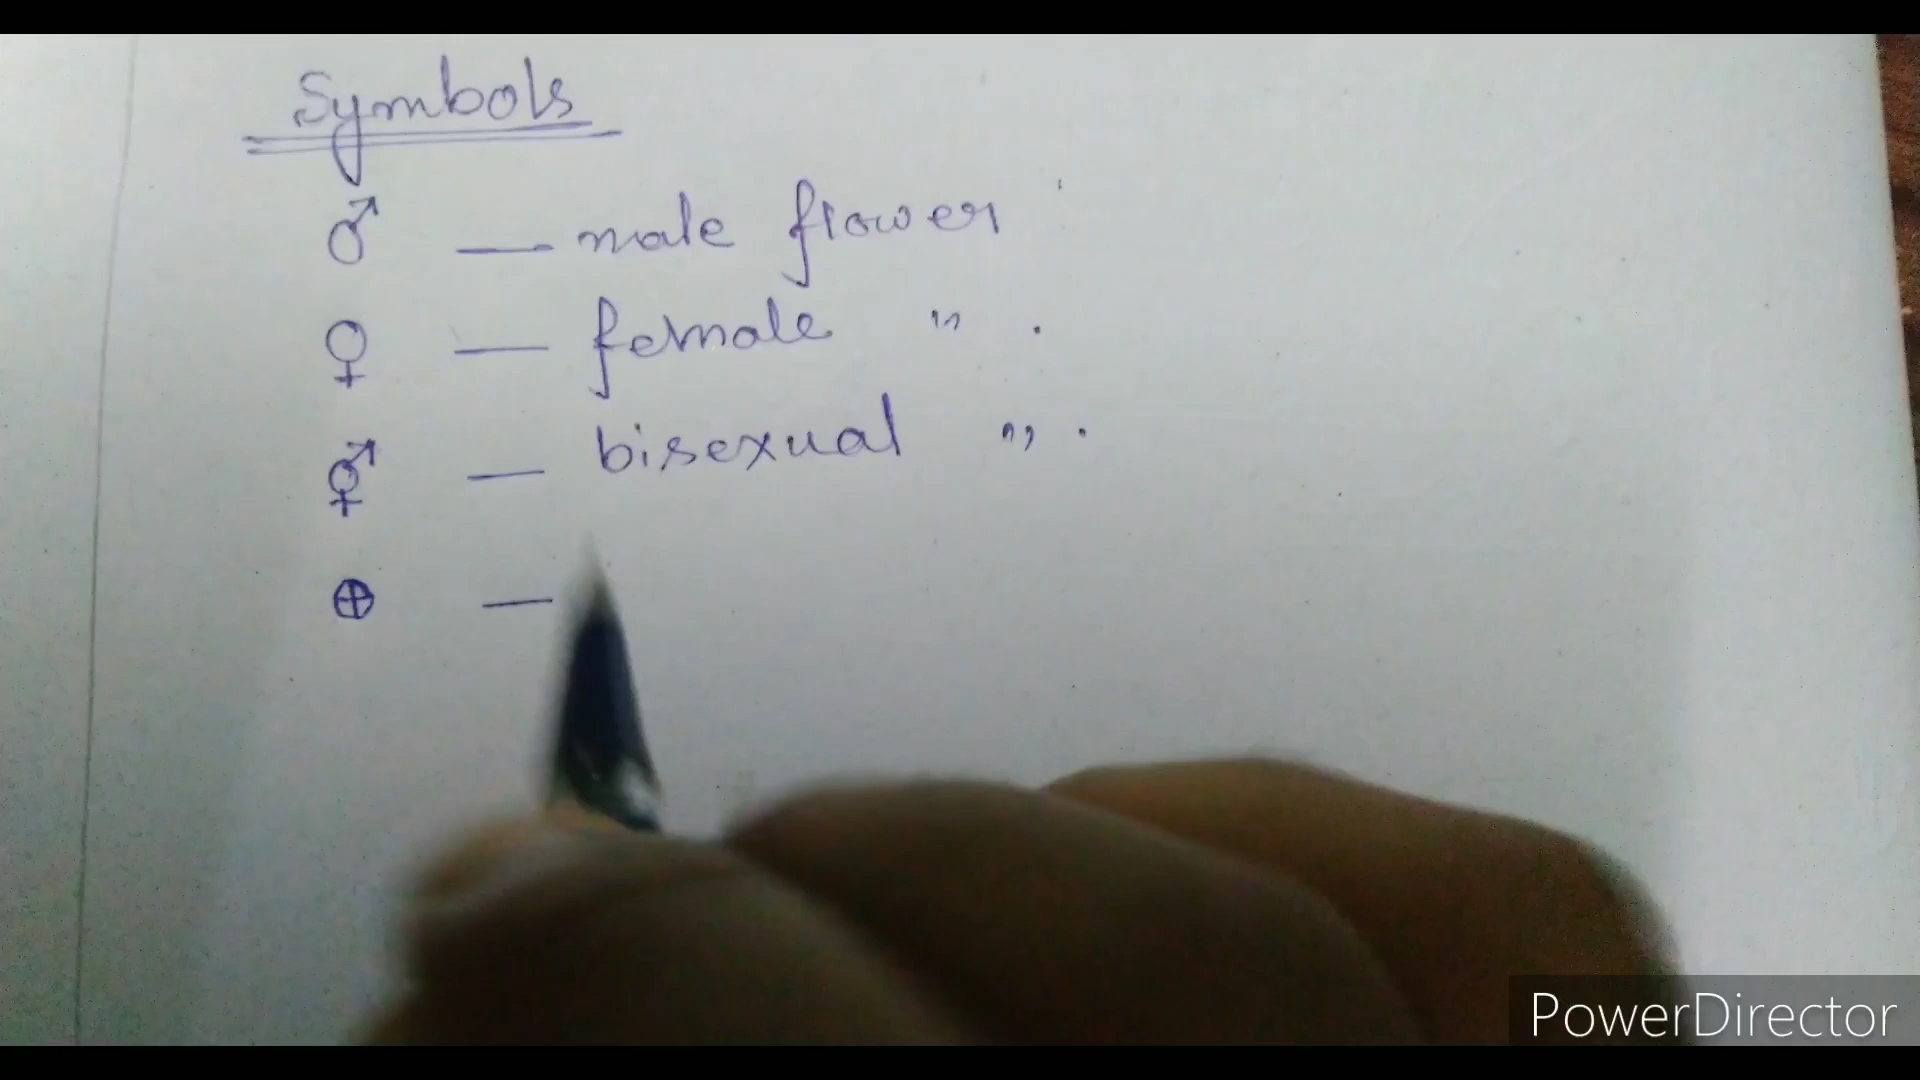 Symbols
♂ — male flower
♀ — female " .
⚥ — bisexual " .
⊕ —
PowerDirector